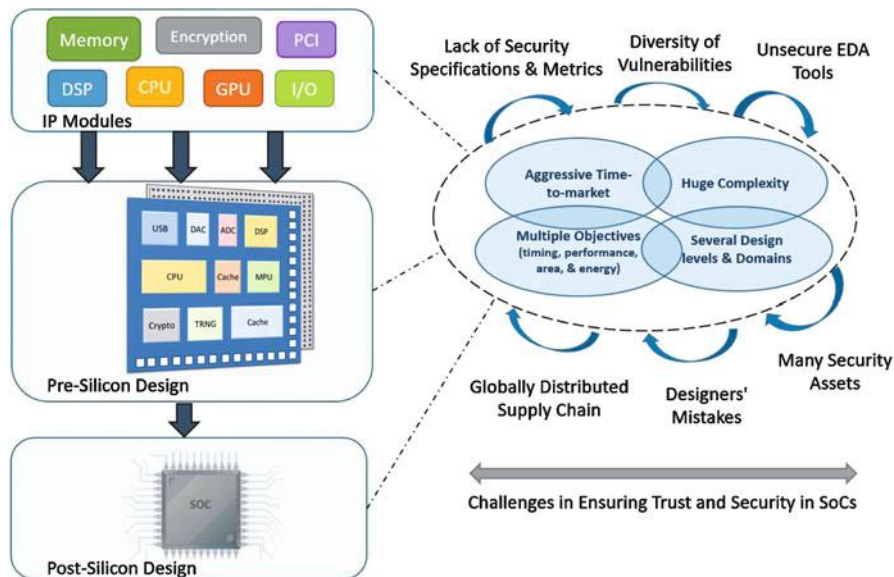 Memory
Encryption
PCI
DSP
CPU
GPU
I/O
IP Modules
USB
DAC
ADC
DSP
CPU
Cache
MPU
Crypto
TRNG
Cache
Pre-Silicon Design
SOC
Post-Silicon Design
Lack of Security
Specifications & Metrics
Diversity of
Vulnerabilities
Unsecure EDA
Tools
Aggressive Time-
to-market
Huge Complexity
Multiple Objectives
(timing, performance,
area, & energy)
Several Design
levels & Domains
Globally Distributed
Supply Chain
Designers'
Mistakes
Many Security
Assets
Challenges in Ensuring Trust and Security in SoCs